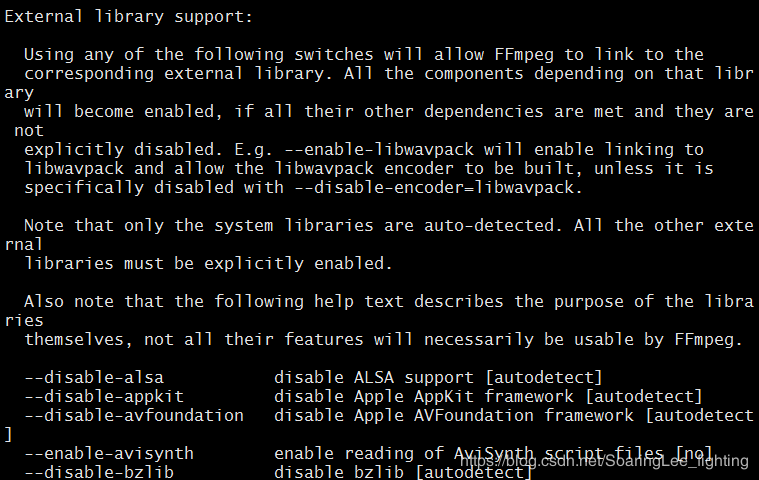 External library support:
Using any of the following switches will allow FFmpeg to link to the
corresponding external library. All the components depending on that libr
ary
will become enabled, if all their other dependencies are met and they are
not
explicitly disabled. E.g. --enable-libwavpack will enable linking to
libwavpack and allow the libwavpack encoder to be built, unless it is
specifically disabled with --disable-encoder=libwavpack.
Note that only the system libraries are auto-detected. All the other exte
rnal
libraries must be explicitly enabled.
Also note that the following help text describes the purpose of the libra
ries
themselves, not all their features will necessarily be usable by FFmpeg.
--disable-alsa disable ALSA support [autodetect]
--disable-appkit disable Apple AppKit framework [autodetect]
--disable-avfoundation disable Apple AVFoundation framework [autodetect
]
--enable-avisynth enable reading of AviSynth script files [no]
https://blog.csdn.net/SoaringLee_fighting
--disable-bzlib disable bzlib [autodetect]